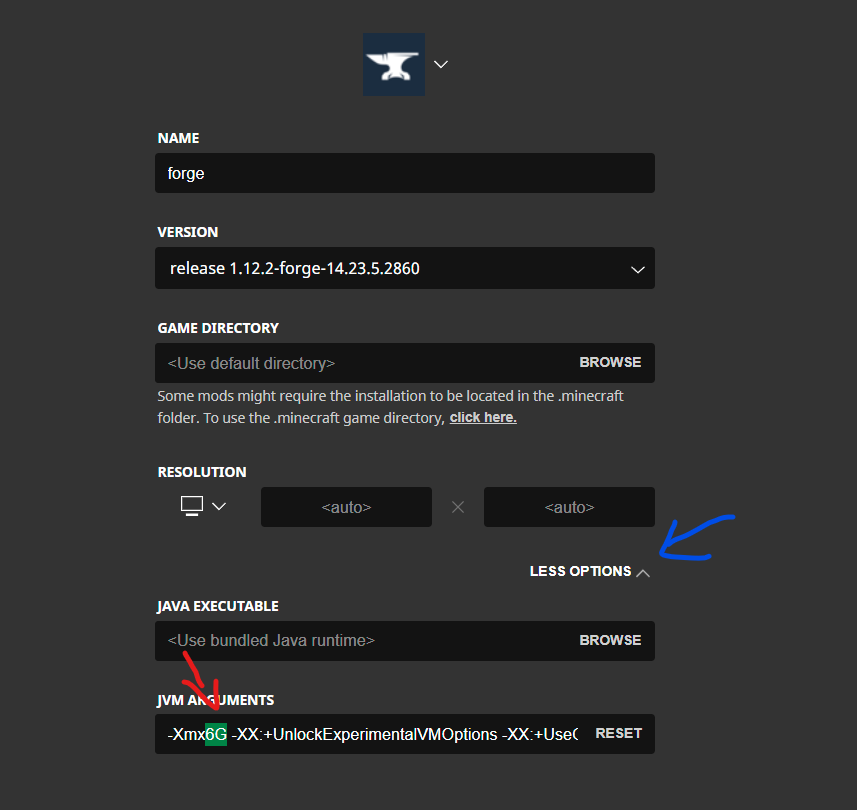 NAME
forge
VERSION
release 1.12.2-forge-14.23.5.2860
GAME DIRECTORY
<Use default directory> BROWSE
Some mods might require the installation to be located in the .minecraft
folder. To use the .minecraft game directory, click here.
RESOLUTION
<auto> <auto>
LESS OPTIONS
JAVA EXECUTABLE
<Use bundled Java runtime> BROWSE
JVM ARGUMENTS
-Xmx6G -XX:+UnlockExperimentalVMOptions -XX:+Use RESET